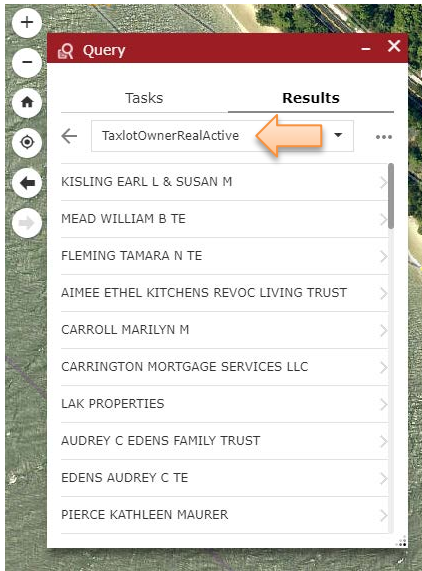 Query
Tasks
Results
TaxlotOwnerRealActive
KISLING EARL L & SUSAN M
MEAD WILLIAM B TE
FLEMING TAMARA N TE
AIMEE ETHEL KITCHENS REVOC LIVING TRUST
CARROLL MARILYN M
CARRINGTON MORTGAGE SERVICES LLC
LAK PROPERTIES
AUDREY C EDENS FAMILY TRUST
EDENS AUDREY C TE
PIERCE KATHLEEN MAURER